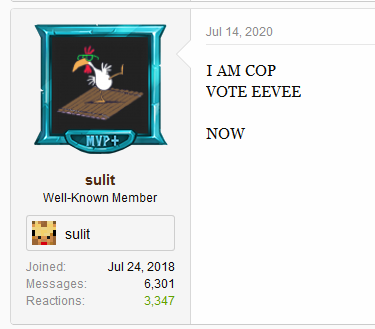 Jul 14, 2020
I AM COP
VOTE EEVEE
NOW
MVP+
sulit
Well-Known Member
sulit
Joined: Jul 24, 2018
Messages: 6,301
Reactions: 3,347